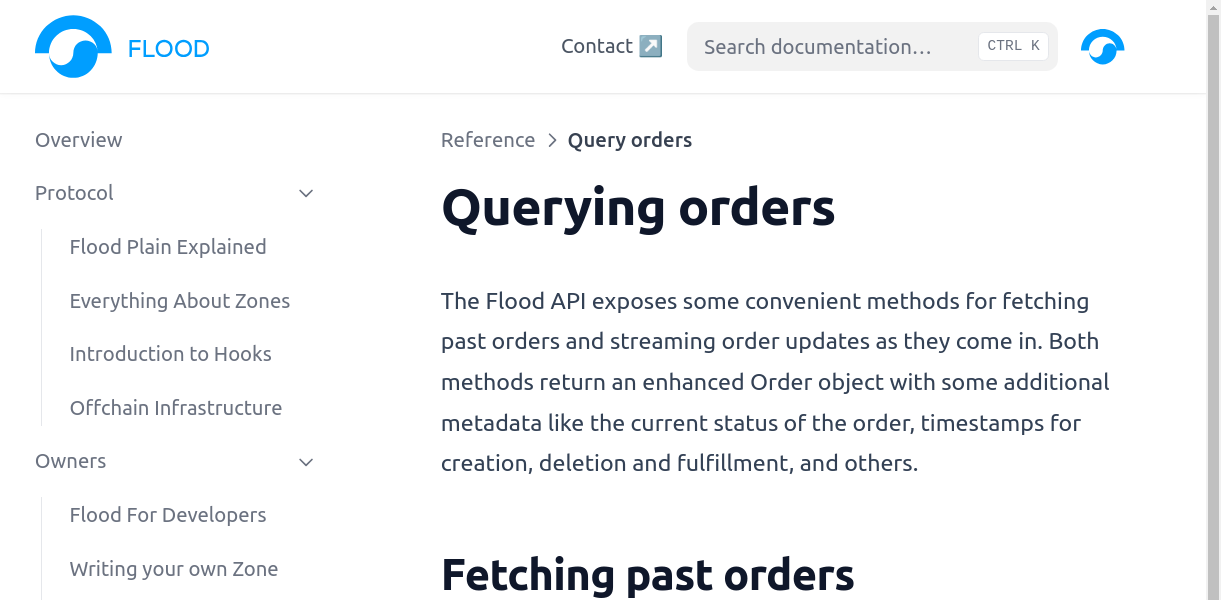 FLOOD
Contact ↗️
Search documentation…
CTRL K
Overview
Protocol
Flood Plain Explained
Everything About Zones
Introduction to Hooks
Offchain Infrastructure
Owners
Flood For Developers
Writing your own Zone
Reference > Query orders
Querying orders
The Flood API exposes some convenient methods for fetching
past orders and streaming order updates as they come in. Both
methods return an enhanced Order object with some additional
metadata like the current status of the order, timestamps for
creation, deletion and fulfillment, and others.
Fetching past orders